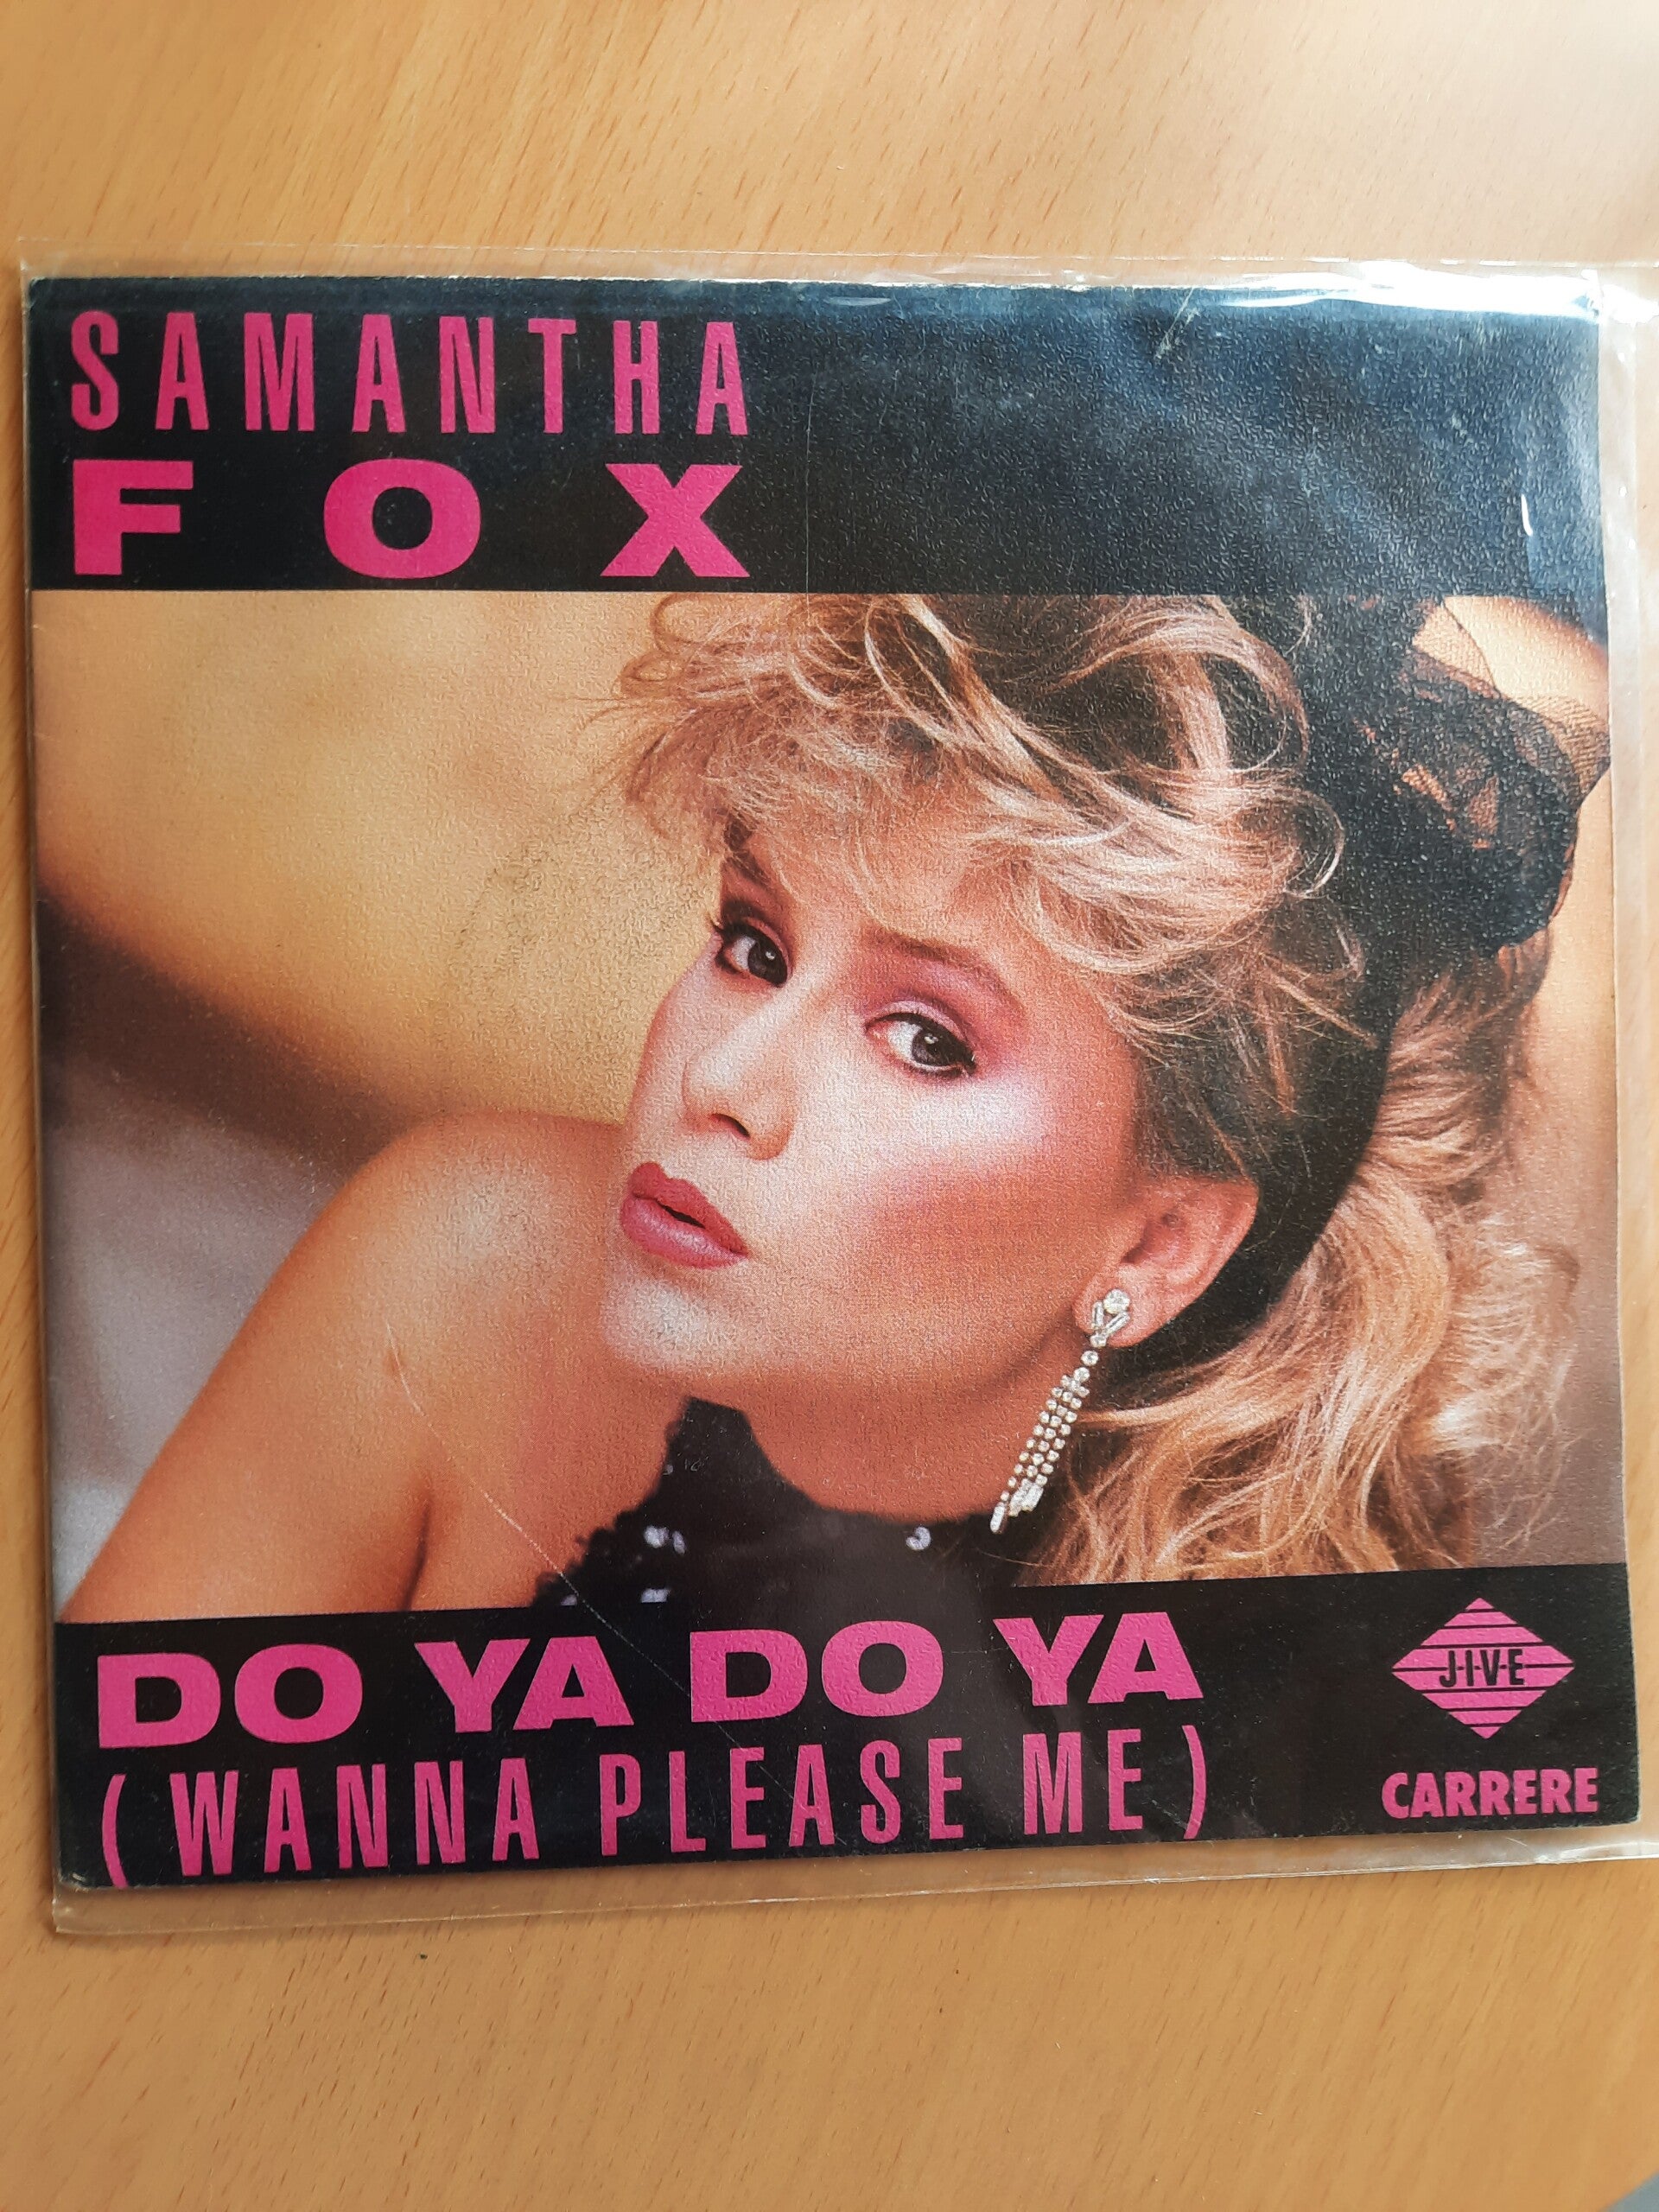 SAMANTHA
FOX
DO YA DO YA
(WANNA PLEASE ME)
JIVE
CARRERE